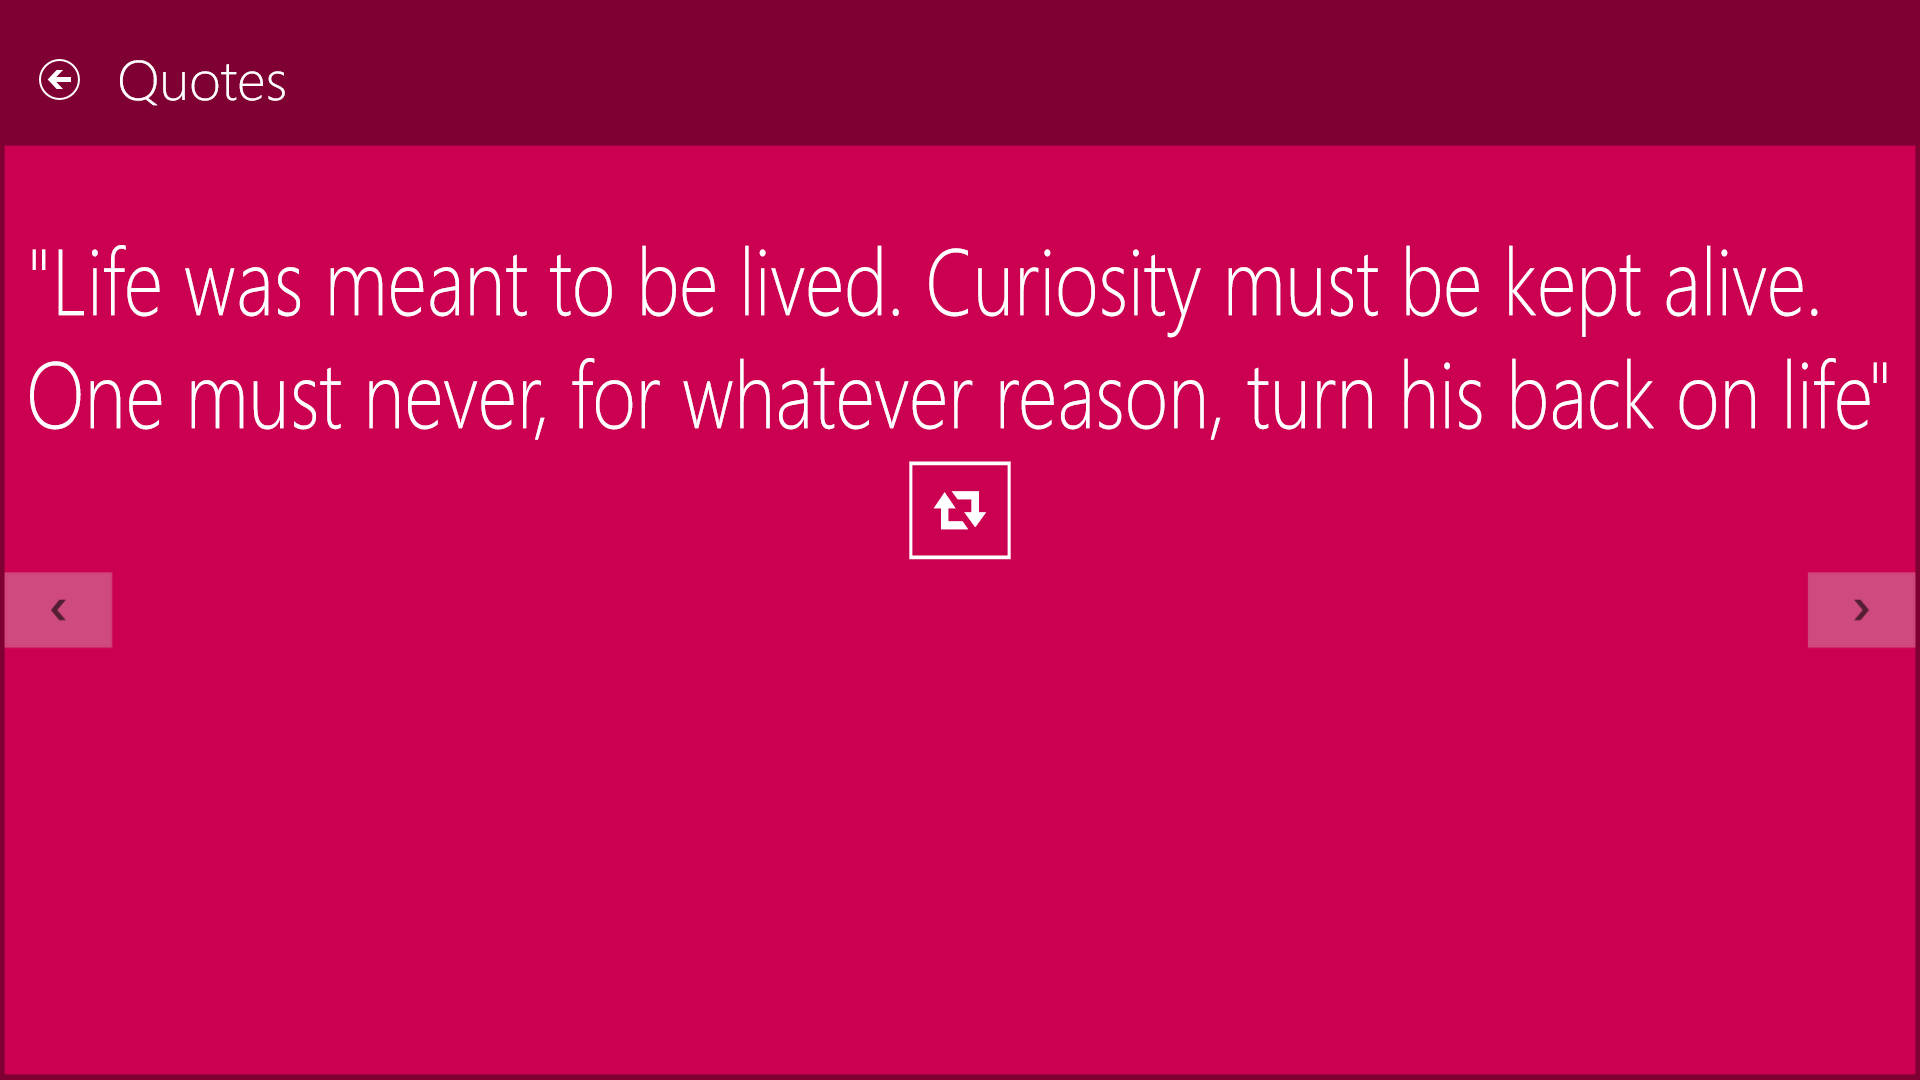 Quotes
"Life was meant to be lived. Curiosity must be kept alive.
One must never, for whatever reason, turn his back on life"